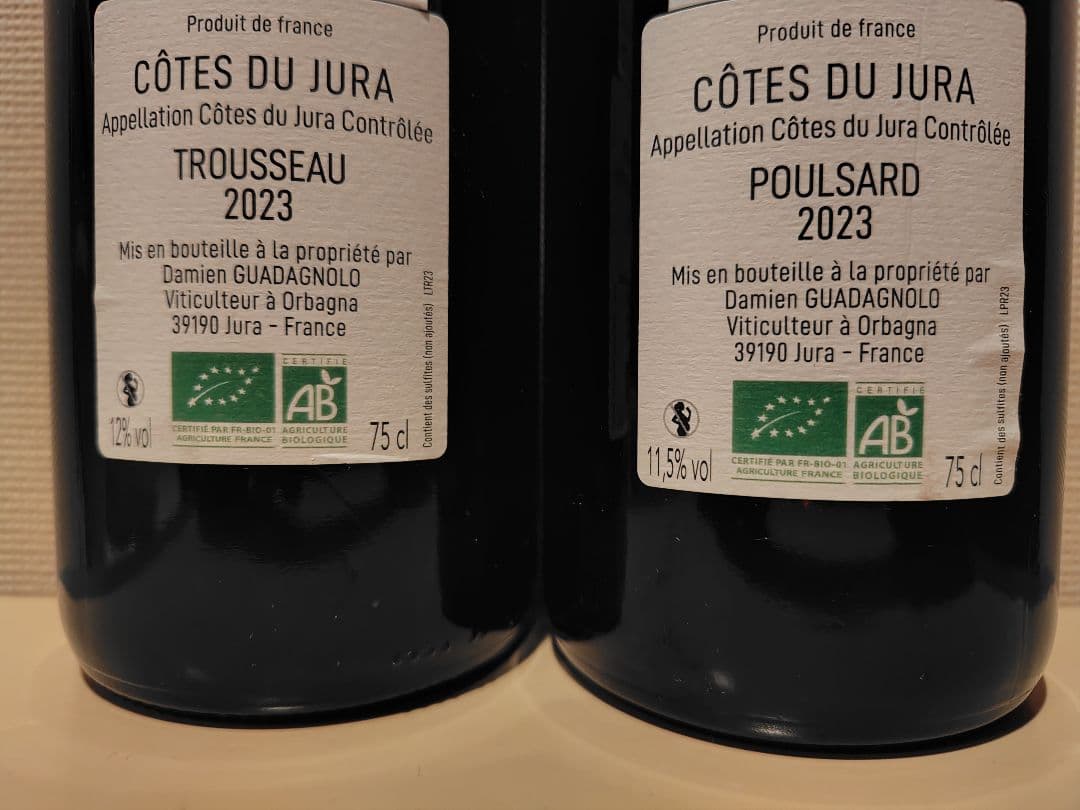 Produit de france
CÔTES DU JURA
Appellation Côtes du Jura Contrôlée
TROUSSEAU
2023
Mis en bouteille à la propriété par
Damien GUADAGNOLO
Viticulteur à Orbagna
39190 Jura - France
CERTIFIÉ
AB
12% vol
CERTIFIÉ PAR FR-BIO-01
AGRICULTURE FRANCE
AGRICULTURE
BIOLOGIQUE
75 cl
Contient des sulfites (non ajoutés) LTR23
Produit de france
CÔTES DU JURA
Appellation Côtes du Jura Contrôlée
POULSARD
2023
Mis en bouteille à la propriété par
Damien GUADAGNOLO
Viticulteur à Orbagna
39190 Jura - France
CERTIFIÉ
AB
11,5% vol
CERTIFIÉ PAR FR-BIO-01
AGRICULTURE FRANCE
AGRICULTURE
BIOLOGIQUE
75 cl
Contient des sulfites (non ajoutés) LPR23